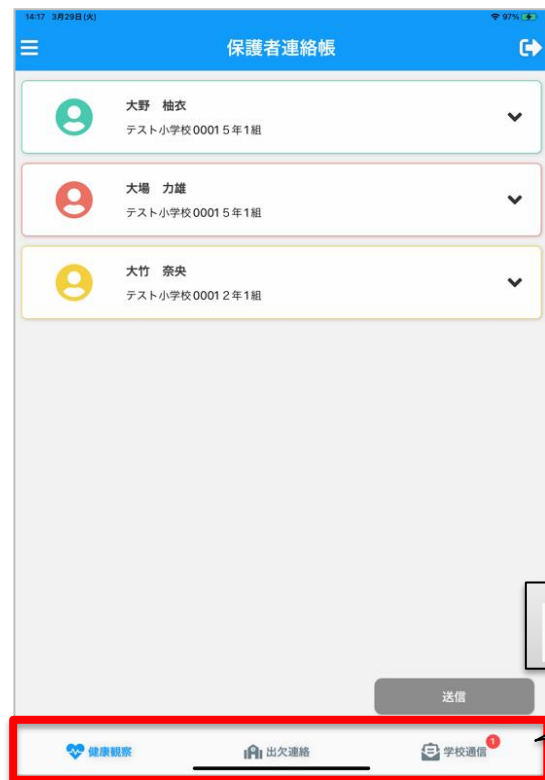 14:17 3月29日(火)
97%
保護者連絡帳
大野 柚衣
テスト小学校0001５年1組
大場 力雄
テスト小学校0001５年1組
大竹 奈央
テスト小学校0001２年1組
送信
健康観察
出欠連絡
学校通信
1